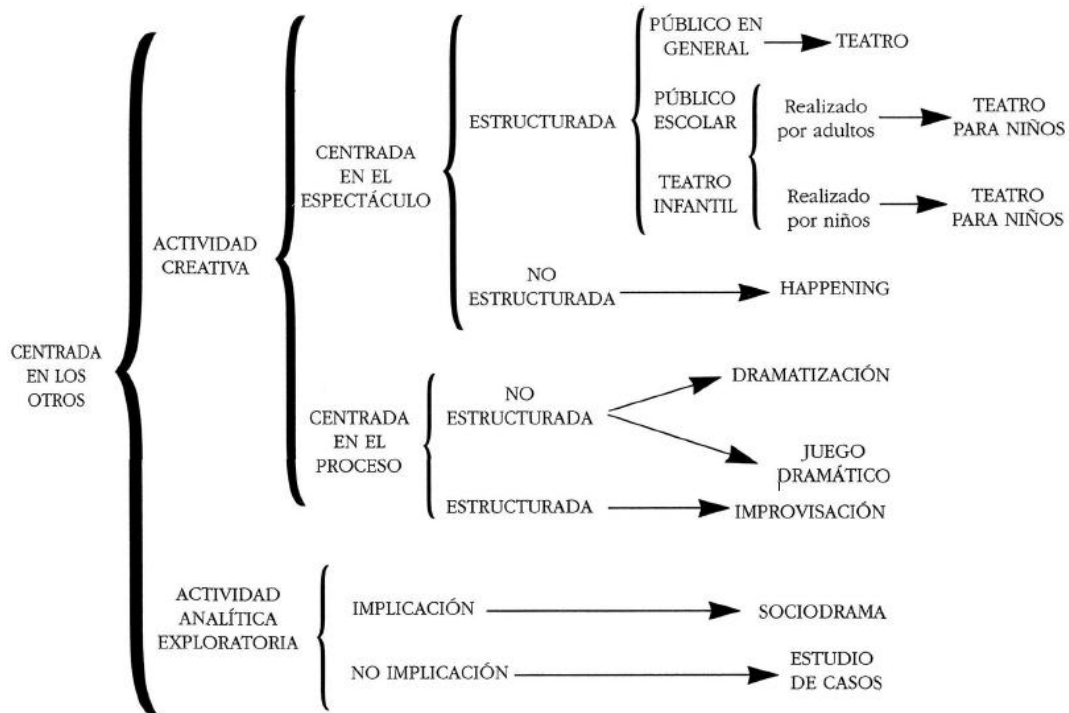 CENTRADA
EN LOS
OTROS
ACTIVIDAD
CREATIVA
CENTRADA
EN EL
ESPECTÁCULO
ESTRUCTURADA
PÚBLICO EN
GENERAL
TEATRO
PÚBLICO
ESCOLAR
TEATRO
INFANTIL
Realizado
por adultos
TEATRO
PARA NIÑOS
Realizado
por niños
TEATRO
PARA NIÑOS
NO
ESTRUCTURADA
HAPPENING
CENTRADA
EN EL
PROCESO
NO
ESTRUCTURADA
DRAMATIZACIÓN
JUEGO
DRAMÁTICO
ESTRUCTURADA
IMPROVISACIÓN
ACTIVIDAD
ANALÍTICA
EXPLORATORIA
IMPLICACIÓN
SOCIODRAMA
NO IMPLICACIÓN
ESTUDIO
DE CASOS